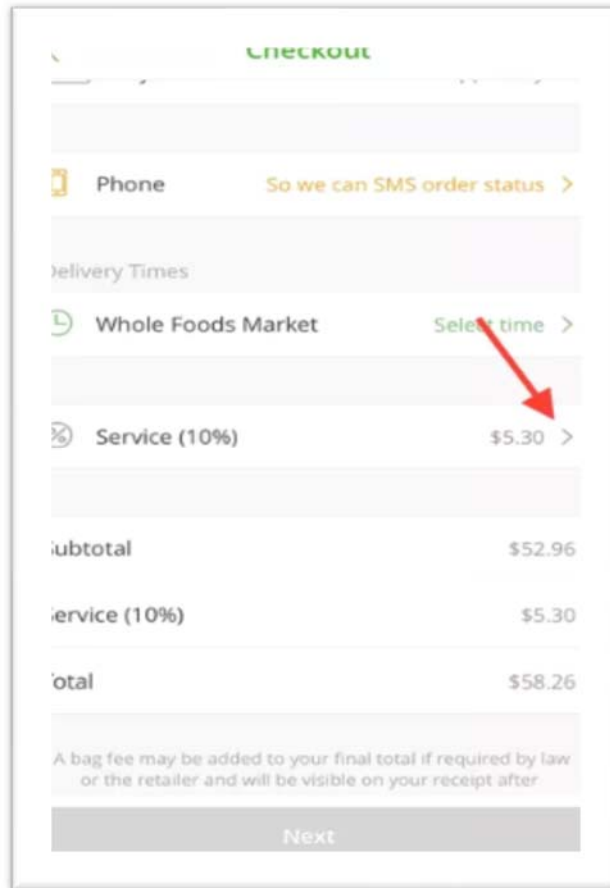 Checkout
Phone So we can SMS order status >
Delivery Times
Whole Foods Market Select time >
Service (10%) $5.30 >
Subtotal $52.96
Service (10%) $5.30
Total $58.26
A bag fee may be added to your final total if required by law
or the retailer and will be visible on your receipt after
Next